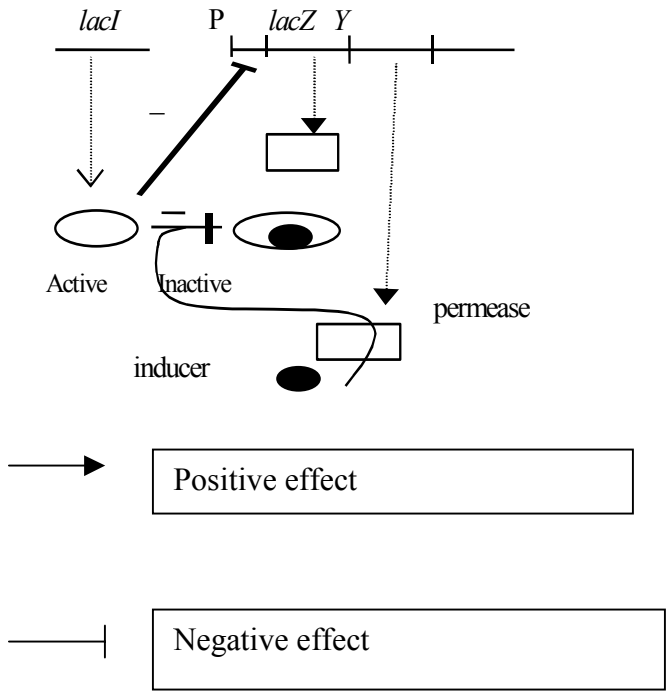 lacI P lacZ Y
–
–
Active Inactive
permease
inducer
Positive effect
Negative effect